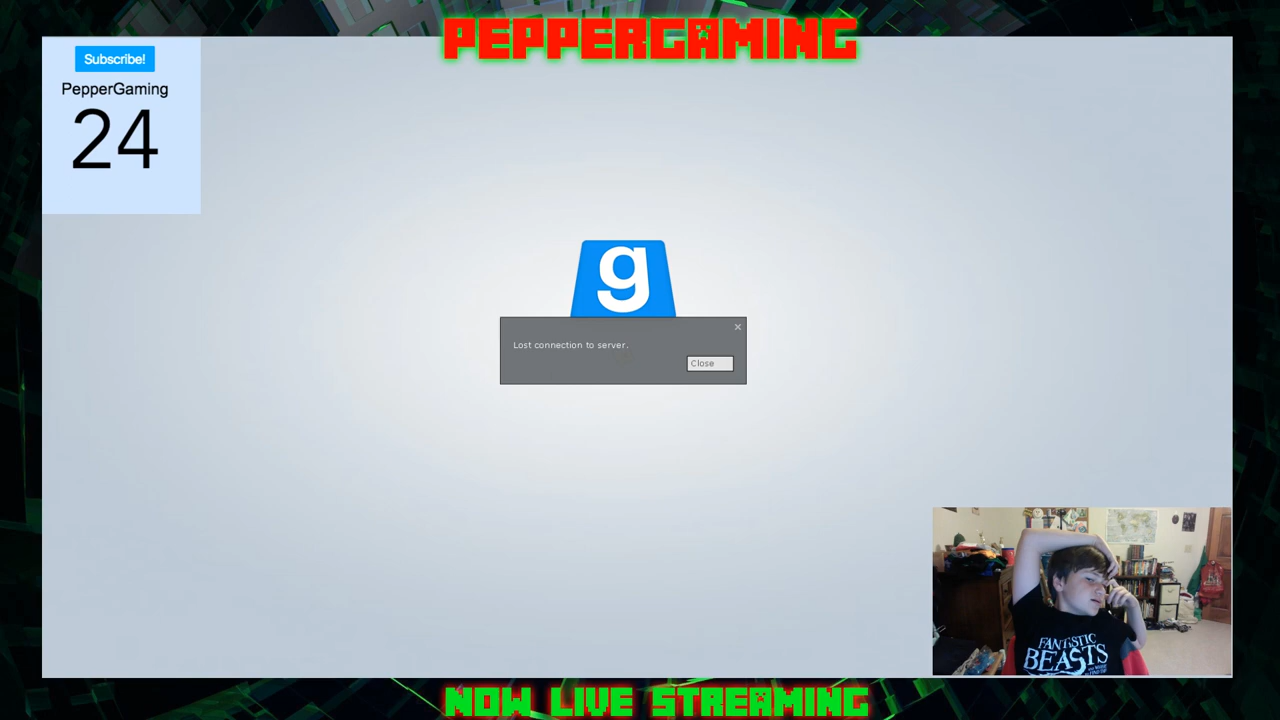 PEPPERGAMING
Subscribe!
PepperGaming
24
g
Lost connection to server.
Close
FANTASTIC
BEASTS
NOW LIVE STREAMING